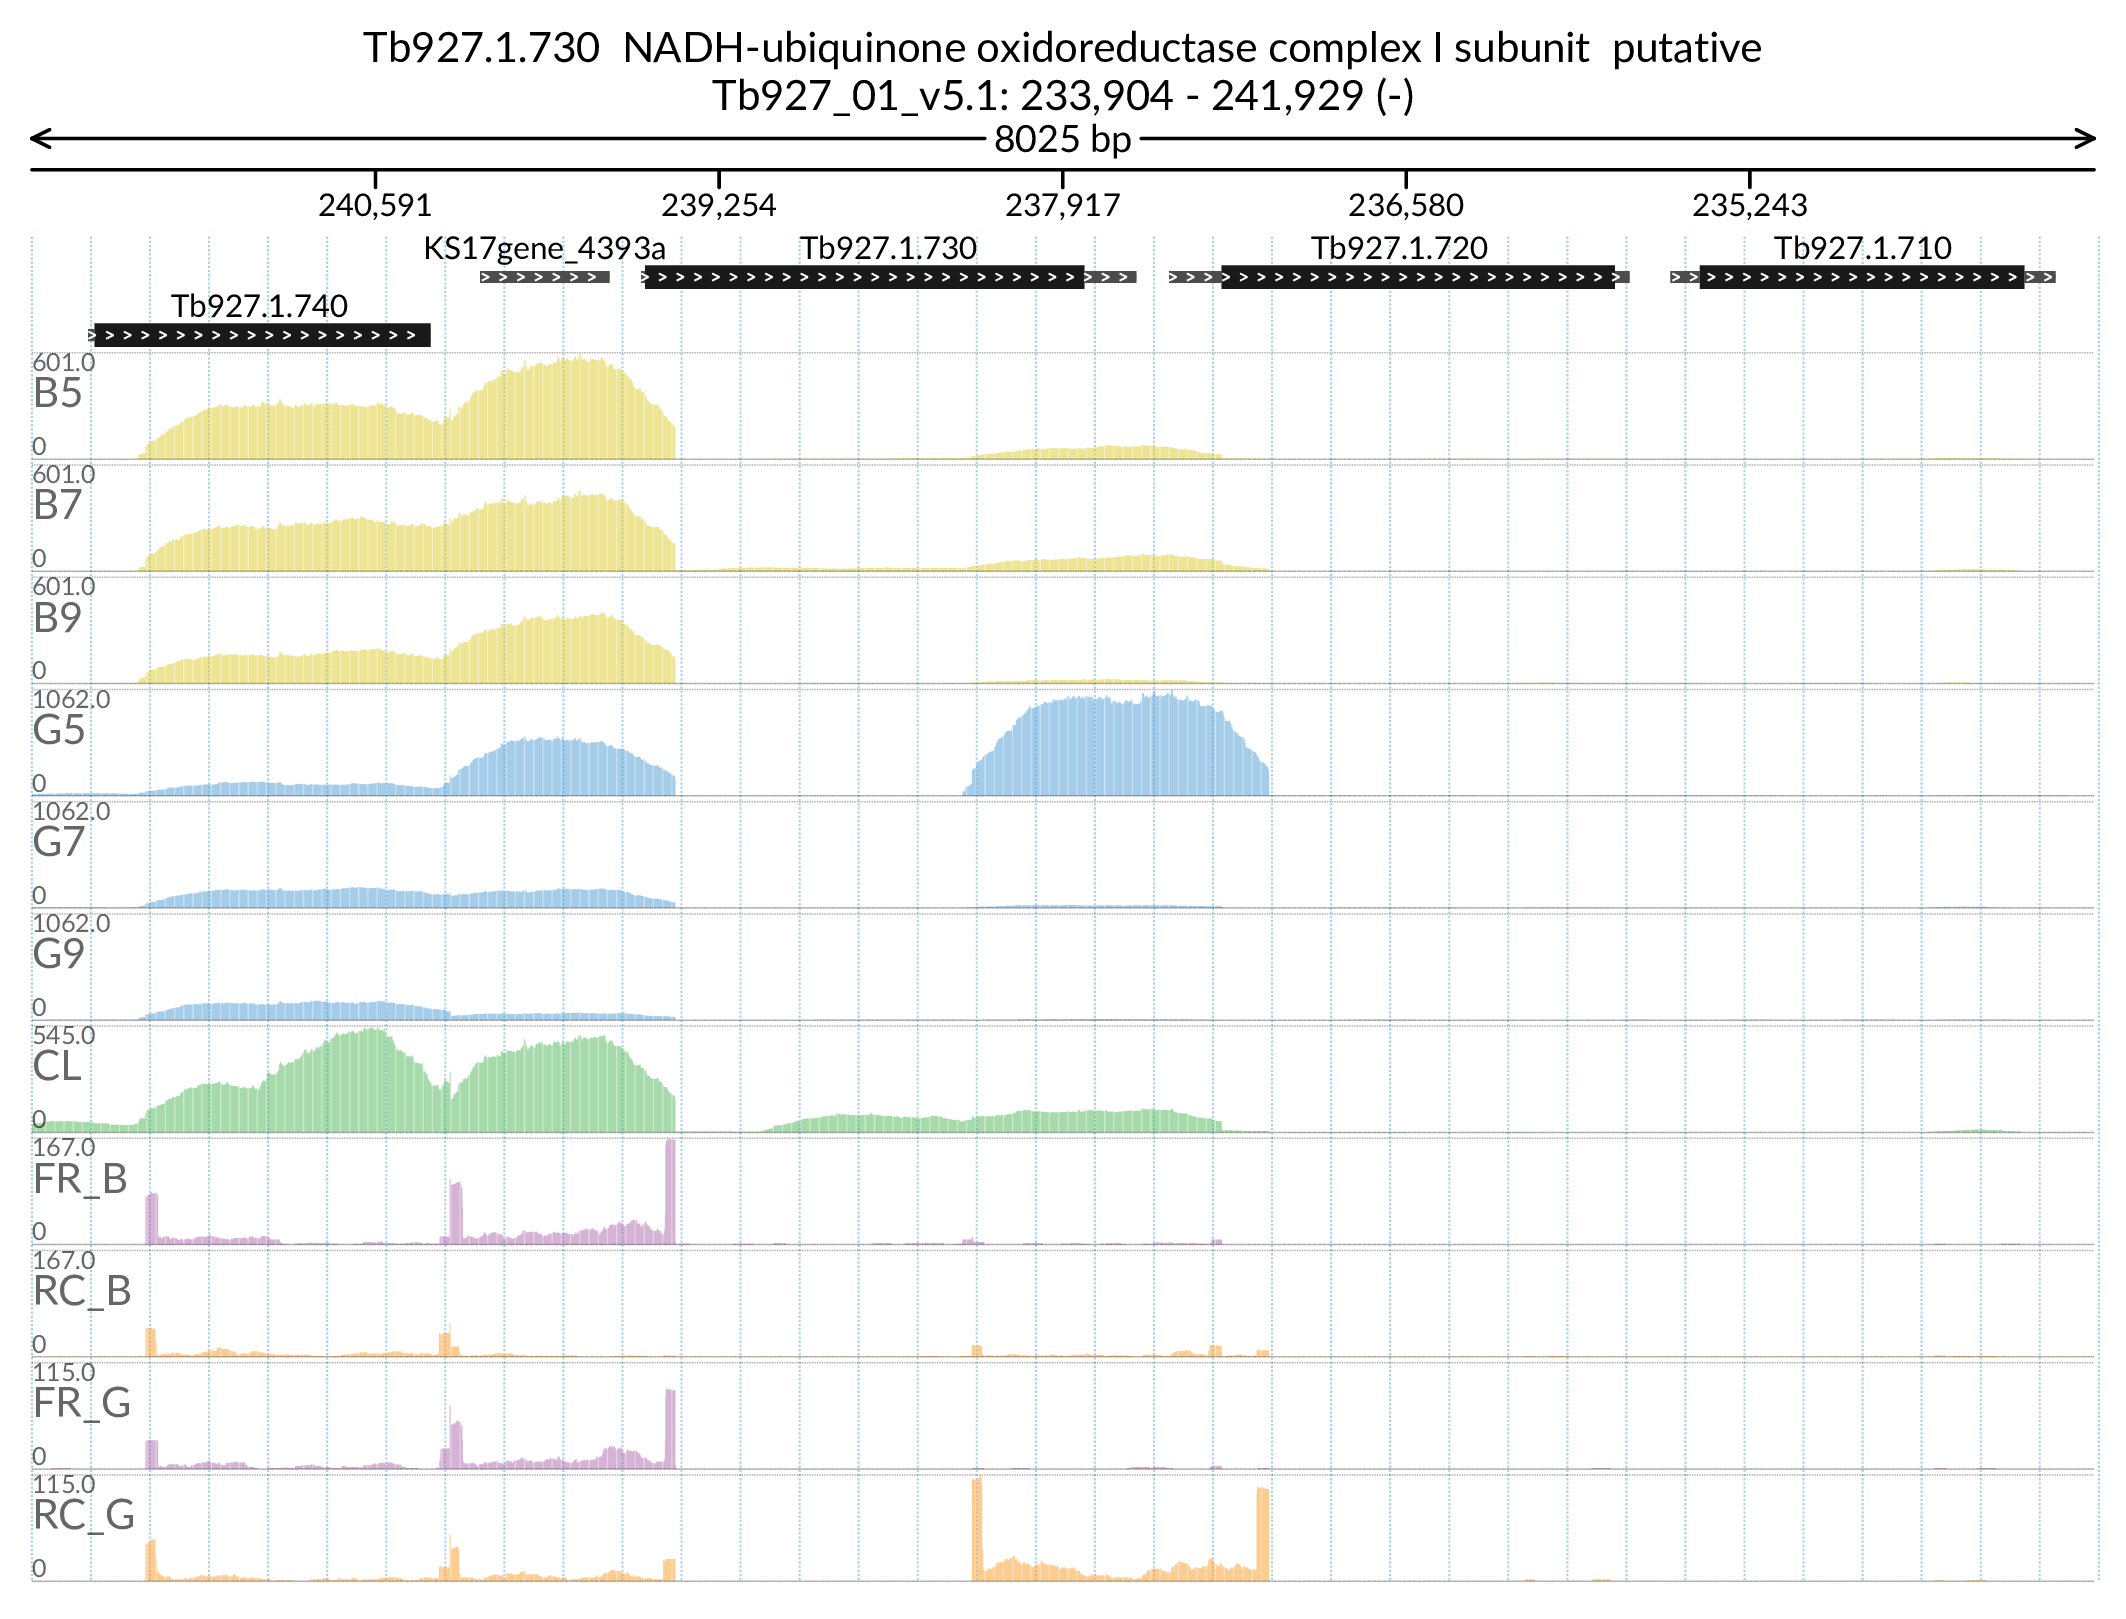 Tb927.1.730  NADH-ubiquinone oxidoreductase complex I subunit  putative
Tb927_01_v5.1: 233,904 - 241,929 (-)
8025 bp
240,591 239,254 237,917 236,580 235,243
KS17gene_4393a Tb927.1.730 Tb927.1.720 Tb927.1.710
Tb927.1.740
601.0
B5
0
601.0
B7
0
601.0
B9
0
1062.0
G5
0
1062.0
G7
0
1062.0
G9
0
545.0
CL
0
167.0
FR_B
0
167.0
RC_B
0
115.0
FR_G
0
115.0
RC_G
0